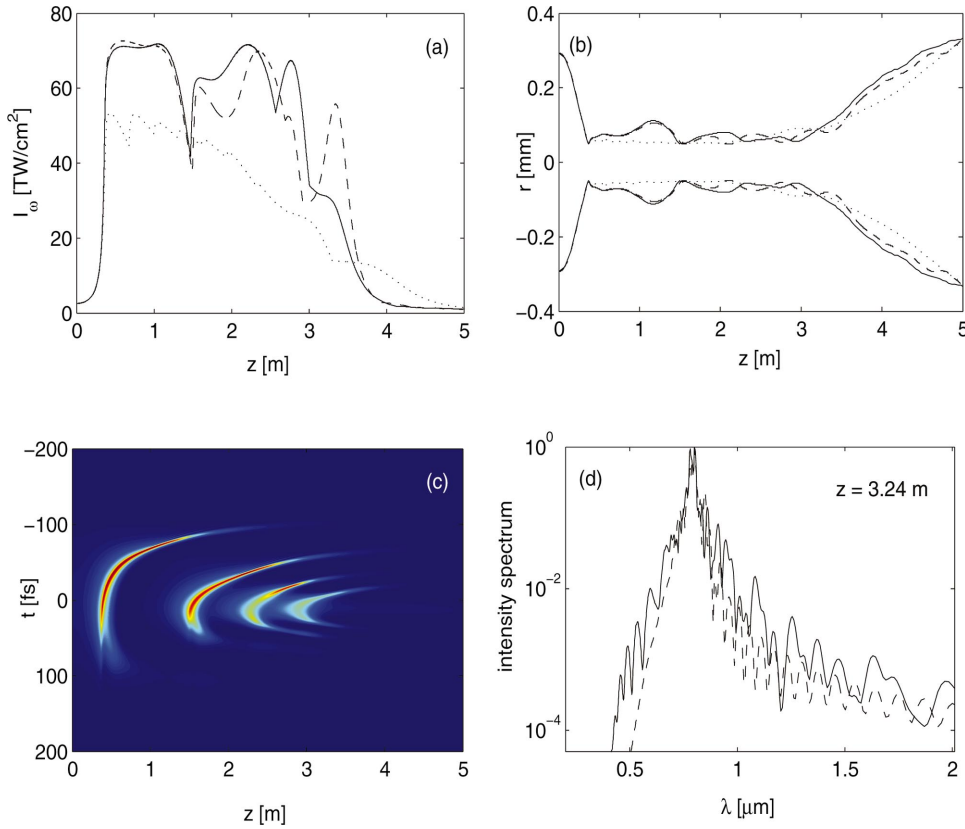 80
60
40
20
0
I_ω [TW/cm²]
(a)
0 1 2 3 4 5
z [m]
0.4
0.2
0
−0.2
−0.4
r [mm]
(b)
0 1 2 3 4 5
z [m]
−200
−100
0
100
200
t [fs]
(c)
0 1 2 3 4 5
z [m]
10⁰
10⁻²
10⁻⁴
intensity spectrum
(d)
z = 3.24 m
0.5 1 1.5 2
λ [μm]